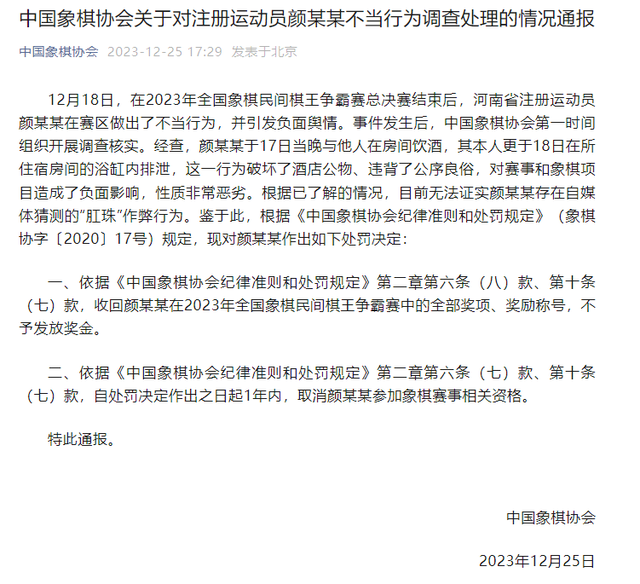 中国象棋协会关于对注册运动员颜某某不当行为调查处理的情况通报
中国象棋协会 2023-12-25 17:29 发表于北京
12月18日，在2023年全国象棋民间棋王争霸赛总决赛结束后，河南省注册运动员
颜某某在赛区做出了不当行为，并引发负面舆情。事件发生后，中国象棋协会第一时间
组织开展调查核实。经查，颜某某于17日当晚与他人在房间饮酒，其本人更于18日在所
住宿房间的浴缸内排泄，这一行为破坏了酒店公物、违背了公序良俗，对赛事和象棋项
目造成了负面影响，性质非常恶劣。根据已了解的情况，目前无法证实颜某某存在自媒
体猜测的“肛珠”作弊行为。鉴于此，根据《中国象棋协会纪律准则和处罚规定》（象棋
协字〔2020〕17号）规定，现对颜某某作出如下处罚决定：
一、依据《中国象棋协会纪律准则和处罚规定》第二章第六条（八）款、第十条
（七）款，收回颜某某在2023年全国象棋民间棋王争霸赛中的全部奖项、奖励称号，不
予发放奖金。
二、依据《中国象棋协会纪律准则和处罚规定》第二章第六条（七）款、第十条
（七）款，自处罚决定作出之日起1年内，取消颜某某参加象棋赛事相关资格。
特此通报。
中国象棋协会
2023年12月25日